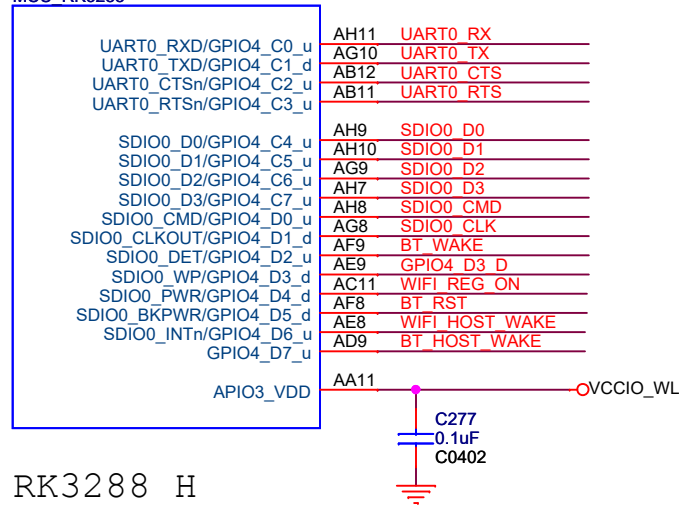 UART0_RXD/GPIO4_C0_u AH11 UART0_RX
UART0_TXD/GPIO4_C1_d AG10 UART0_TX
UART0_CTSn/GPIO4_C2_u AB12 UART0_CTS
UART0_RTSn/GPIO4_C3_u AB11 UART0_RTS
SDIO0_D0/GPIO4_C4_u AH9 SDIO0_D0
SDIO0_D1/GPIO4_C5_u AH10 SDIO0_D1
SDIO0_D2/GPIO4_C6_u AG9 SDIO0_D2
SDIO0_D3/GPIO4_C7_u AH7 SDIO0_D3
SDIO0_CMD/GPIO4_D0_u AH8 SDIO0_CMD
SDIO0_CLKOUT/GPIO4_D1_d AG8 SDIO0_CLK
SDIO0_DET/GPIO4_D2_u AF9 BT_WAKE
SDIO0_WP/GPIO4_D3_d AE9 GPIO4_D3_D
SDIO0_PWR/GPIO4_D4_d AC11 WIFI_REG_ON
SDIO0_BKPWR/GPIO4_D5_d AF8 BT_RST
SDIO0_INTn/GPIO4_D6_u AE8 WIFI_HOST_WAKE
GPIO4_D7_u AD9 BT_HOST_WAKE
APIO3_VDD AA11 VCCIO_WL
C277
0.1uF
C0402
RK3288 H